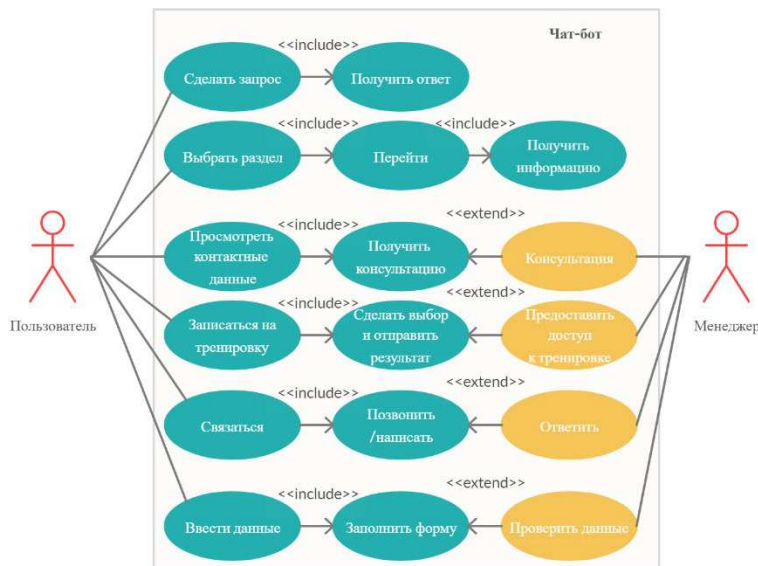 Чат-бот
<<include>>
Сделать запрос
Получить ответ
<<include>>
<<include>>
Выбрать раздел
Перейти
Получить
информацию
<<include>>
<<extend>>
Просмотреть
контактные
данные
Получить
консультацию
Консультация
Пользователь
Менеджер
<<include>>
<<extend>>
Записаться на
тренировку
Сделать выбор
и отправить
результат
Предоставить
доступ
к тренировке
<<include>>
<<extend>>
Связаться
Позвонить
/написать
Ответить
<<include>>
<<extend>>
Ввести данные
Заполнить форму
Проверить данные